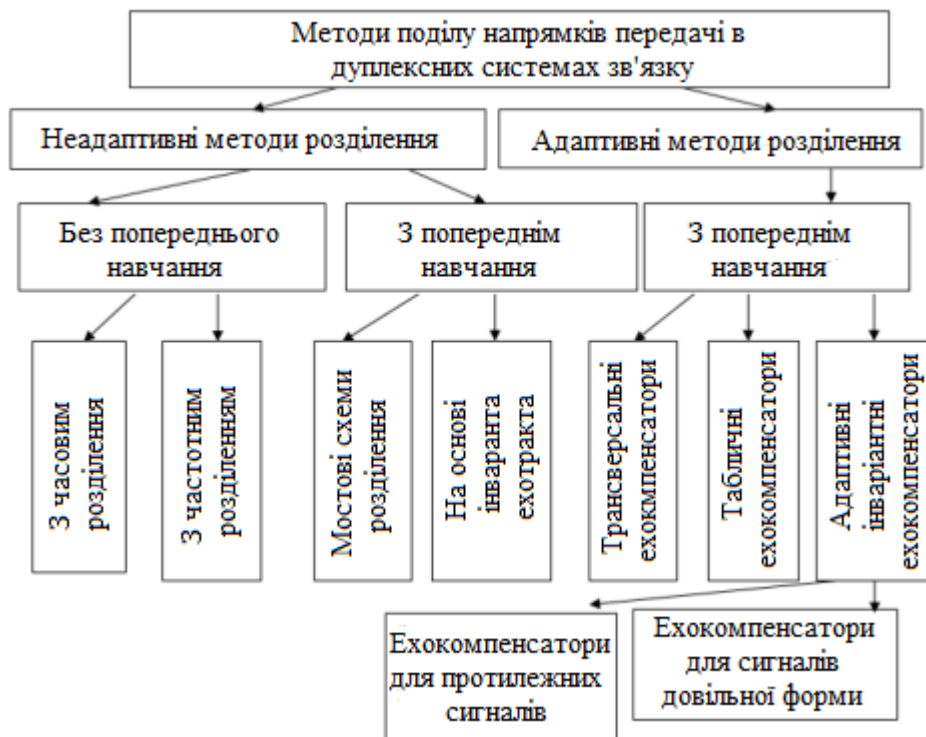 Методи поділу напрямків передачі в
дуплексних системах зв'язку
Неадаптивні методи розділення
Адаптивні методи розділення
Без попереднього
навчання
З попереднім
навчання
З попереднім
навчання
З часовим
розділення
З частотним
розділенням
Мостові схеми
розділення
На основі
інваранта
ехотракта
Трансверсальні
ехокмпенсатори
Табличні
ехокомпенсатори
Адаптивні
інваріантні
ехокомпенсатори
Ехокомпенсатори
для протилежних
сигналів
Ехокомпенсатори
для сигналів
довільної форми